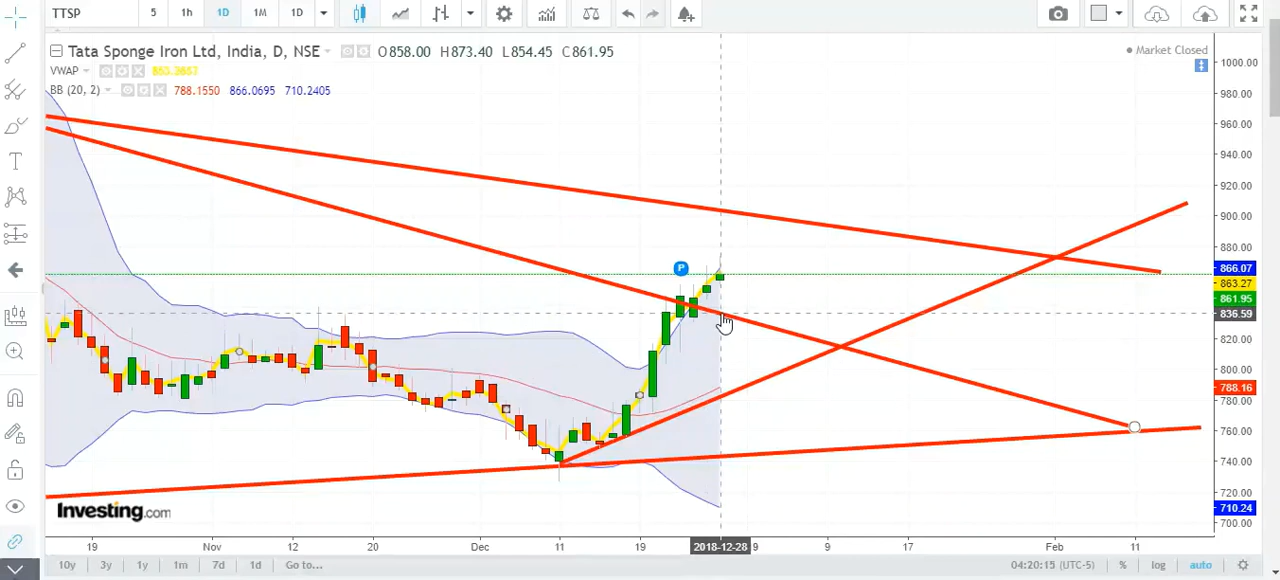 TTSP 5 1h 1D 1M 1D
Tata Sponge Iron Ltd, India, D, NSE O858.00 H873.40 L854.45 C861.95
Market Closed
VWAP 863.2653
BB (20, 2) 788.1550 866.0695 710.2405
1000.00
980.00
960.00
940.00
920.00
900.00
880.00
866.07
863.27
861.95
836.59
820.00
800.00
788.16
780.00
760.00
740.00
720.00
710.24
700.00
P
Investing.com
19 Nov 12 20 Dec 11 19 2018-12-28 9 9 17 Feb 11
10y 3y 1y 1m 7d 1d Go to... 04:20:15 (UTC-5) % log auto